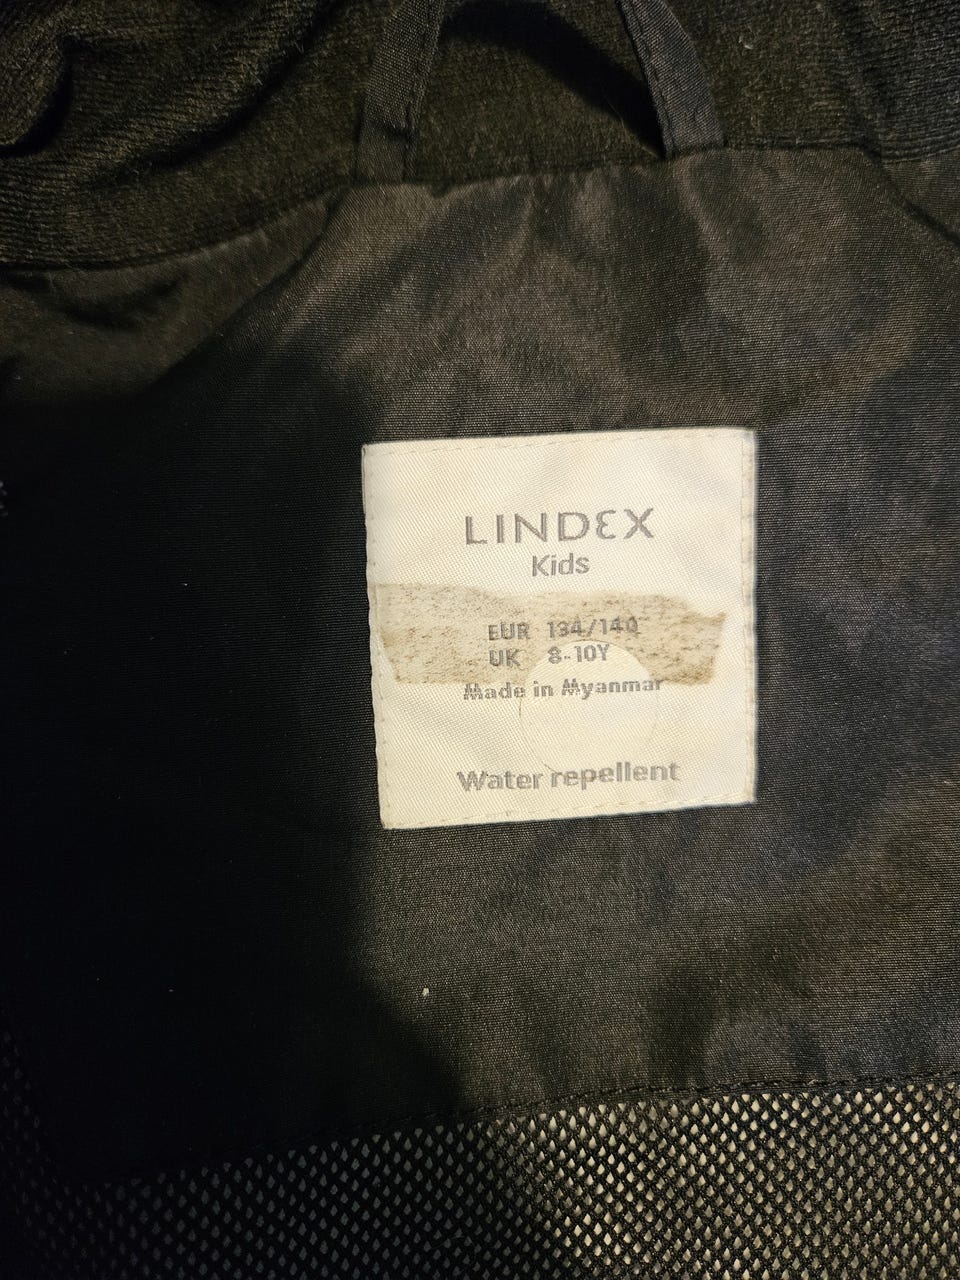 LINDEX
Kids
EUR 134/140
UK 8-10Y
Made in Myanmar
Water repellent